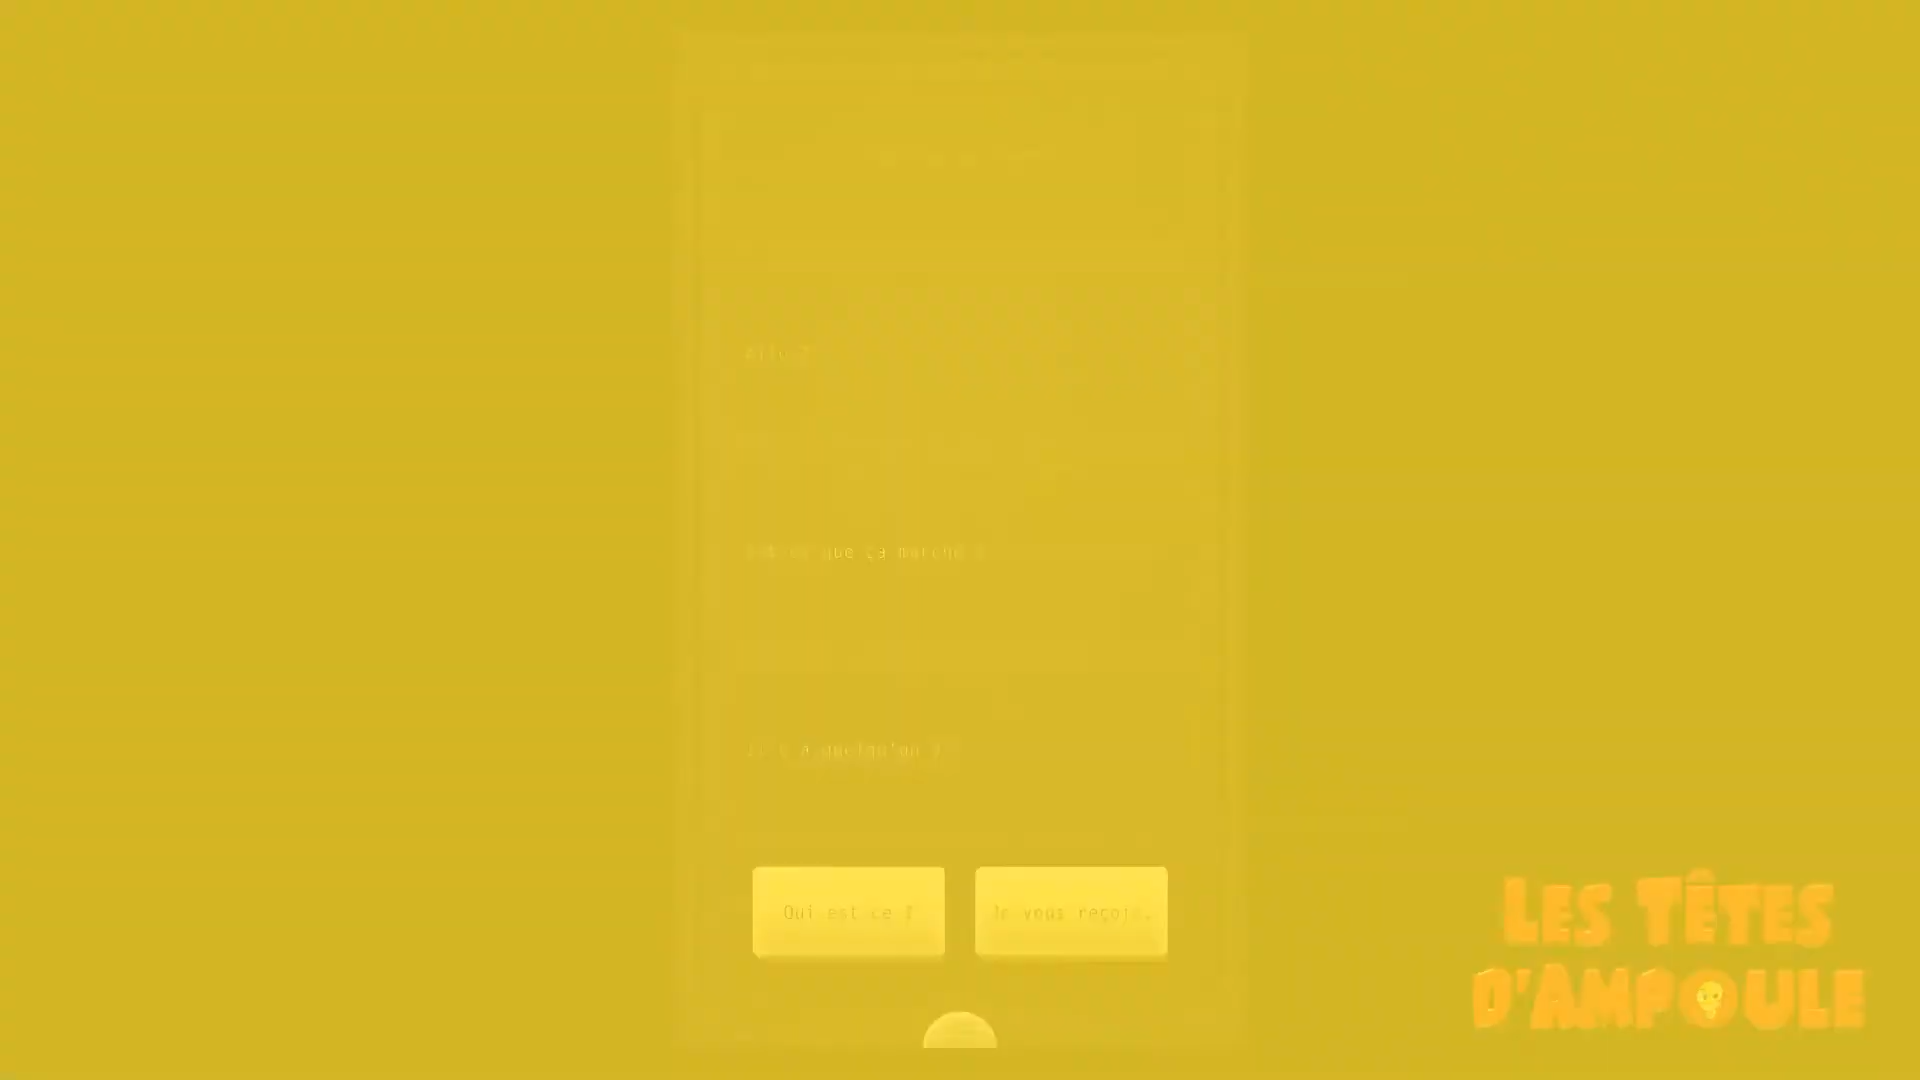 Allo ?
Est ce que ça marche ?
Il y a quelqu'un ?
Qui est ce ?
Je vous reçois.
LES TÊTES
D'AMPOULE